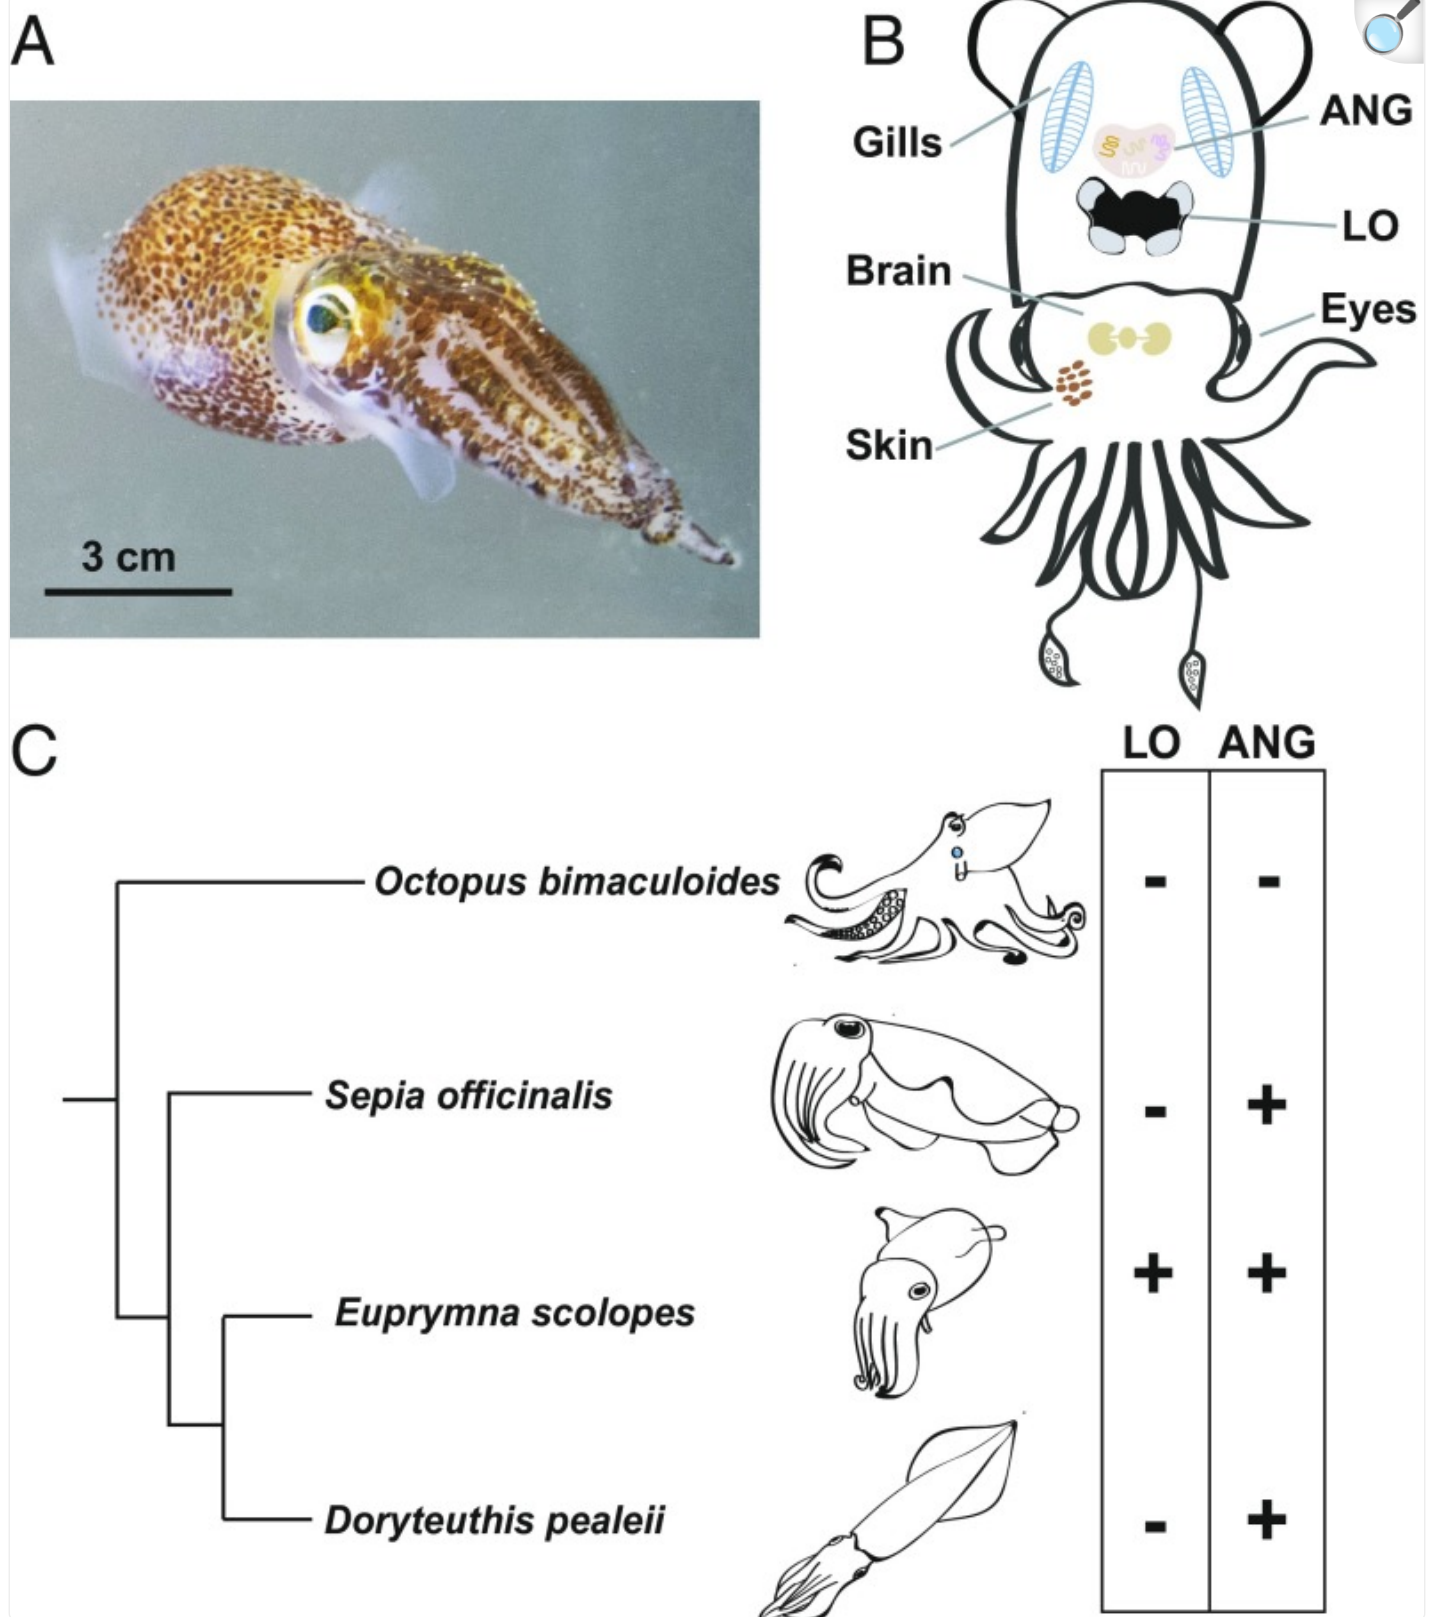 A
B
3 cm
Gills
ANG
LO
Brain
Eyes
Skin
C
LO ANG
Octopus bimaculoides - -
Sepia officinalis - +
Euprymna scolopes + +
Doryteuthis pealeii - +